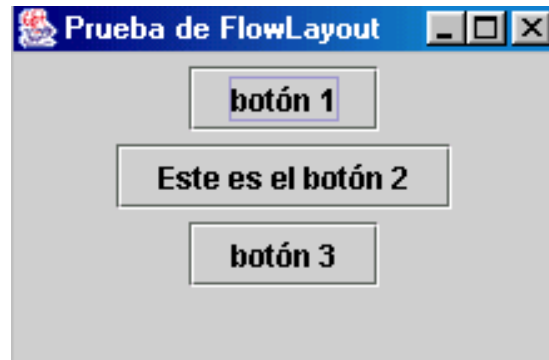 Prueba de FlowLayout
botón 1
Este es el botón 2
botón 3